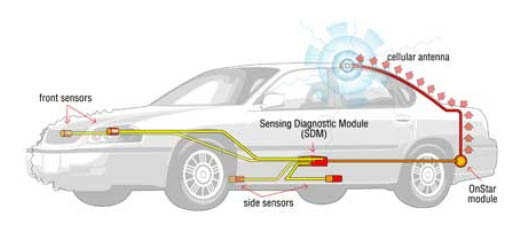 cellular antenna
front sensors
Sensing Diagnostic Module
(SDM)
OnStar
module
side sensors